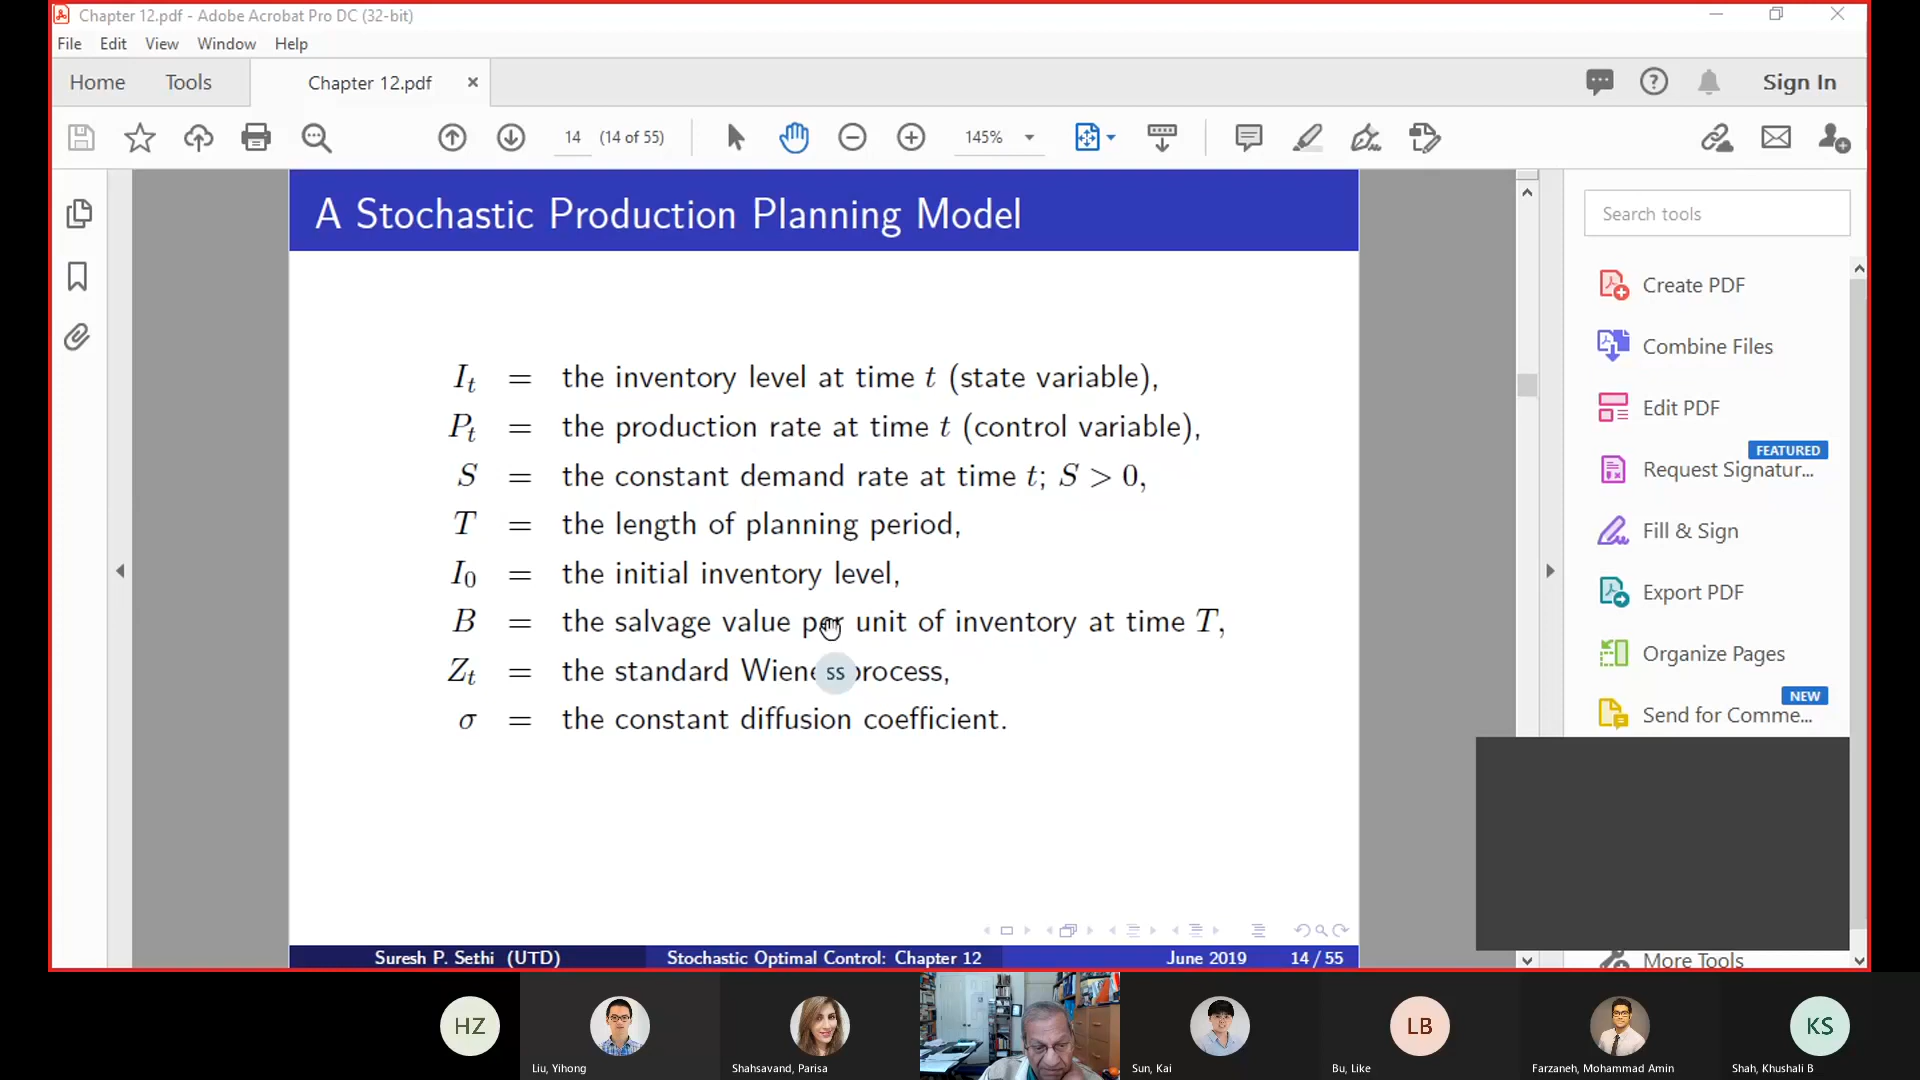 Chapter 12.pdf - Adobe Acrobat Pro DC (32-bit)
File Edit View Window Help
Home Tools Chapter 12.pdf × Sign In
14 (14 of 55) 145%
Search tools
Create PDF
Combine Files
Edit PDF
FEATURED
Request Signatur...
Fill & Sign
Export PDF
Organize Pages
NEW
Send for Comme...
More Tools
A Stochastic Production Planning Model
I_t = the inventory level at time t (state variable),
P_t = the production rate at time t (control variable),
S = the constant demand rate at time t; S > 0,
T = the length of planning period,
I_0 = the initial inventory level,
B = the salvage value per unit of inventory at time T,
Z_t = the standard Wiene process,
SS
σ = the constant diffusion coefficient.
Suresh P. Sethi (UTD) Stochastic Optimal Control: Chapter 12 June 2019 14 / 55
HZ LB KS
Liu, Yihong Shahsavand, Parisa Sun, Kai Bu, Like Farzaneh, Mohammad Amin Shah, Khushali B